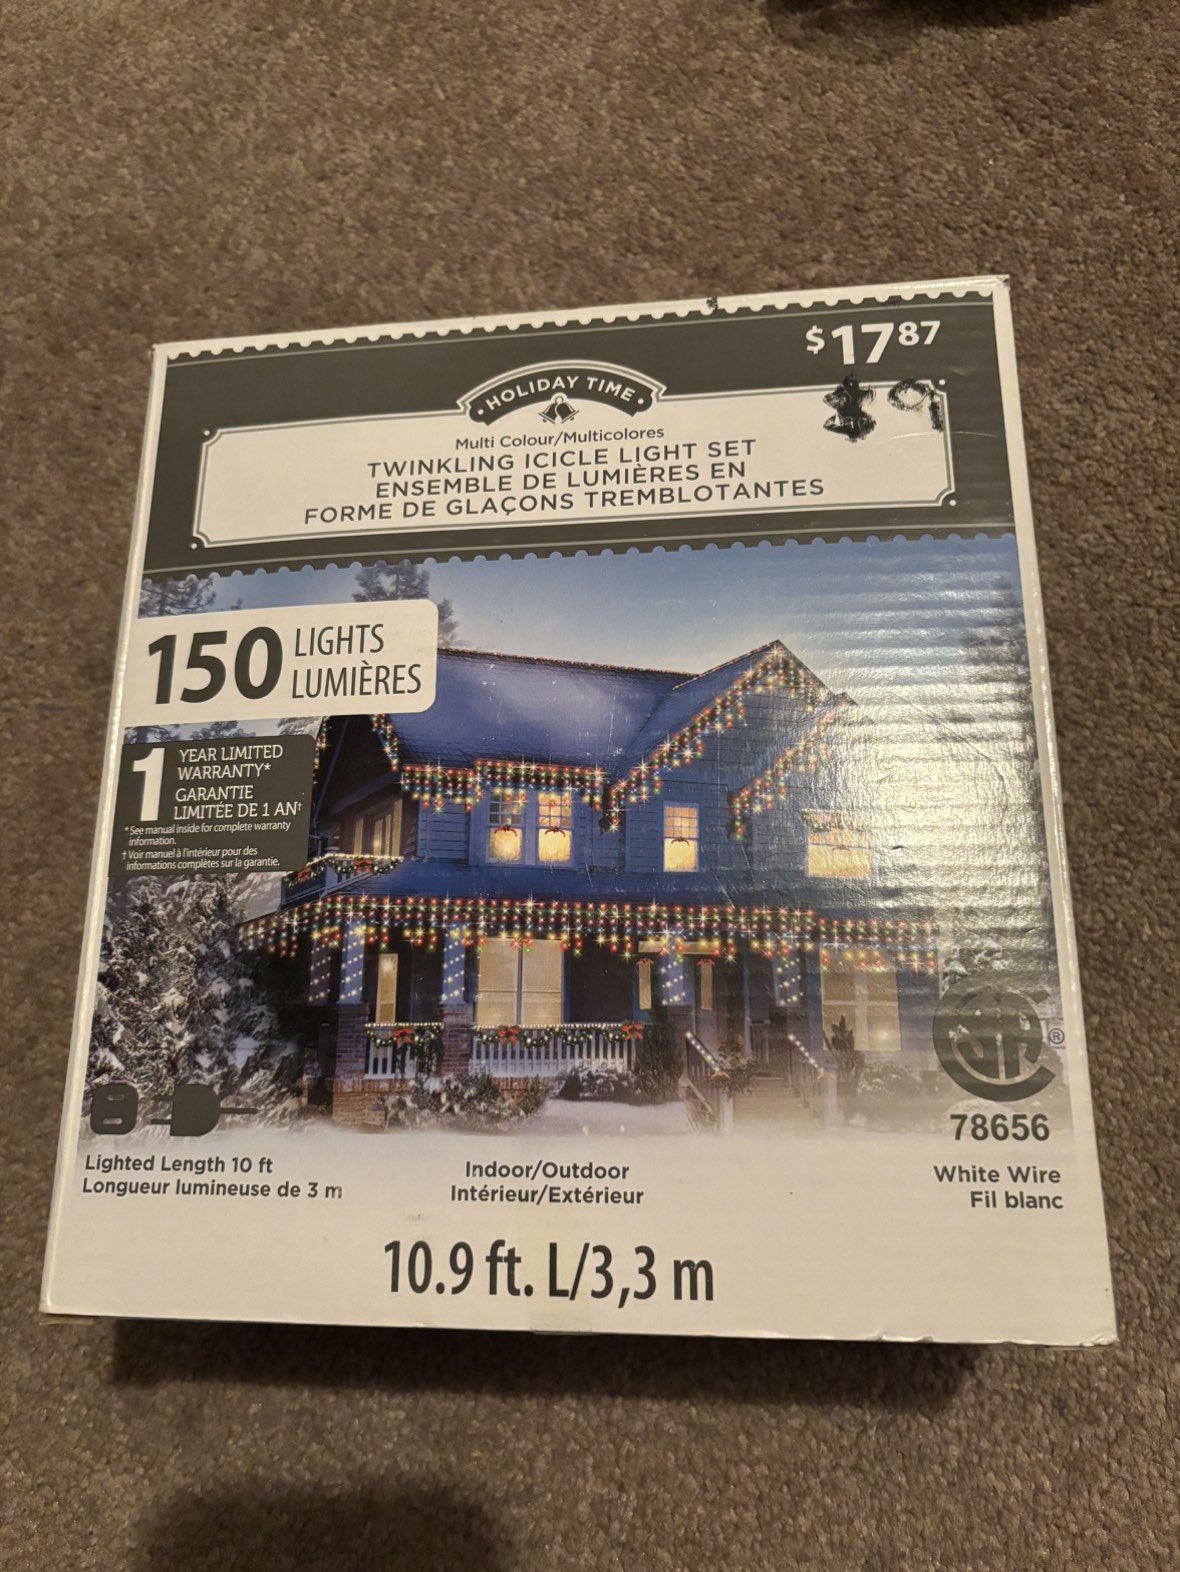 $17 87
HOLIDAY TIME
$9
Multi Colour/Multicolores
TWINKLING ICICLE LIGHT SET
ENSEMBLE DE LUMIÈRES EN
FORME DE GLAÇONS TREMBLOTANTES
150 LIGHTS
LUMIÈRES
1 YEAR LIMITED
WARRANTY*
GARANTIE
LIMITÉE DE 1 AN†
*See manual inside for complete warranty
information.
† Voir manuel à l'intérieur pour des
informations complètes sur la garantie.
CSA ®
78656
Lighted Length 10 ft
Longueur lumineuse de 3 m
Indoor/Outdoor
Intérieur/Extérieur
White Wire
Fil blanc
10.9 ft. L/3,3 m